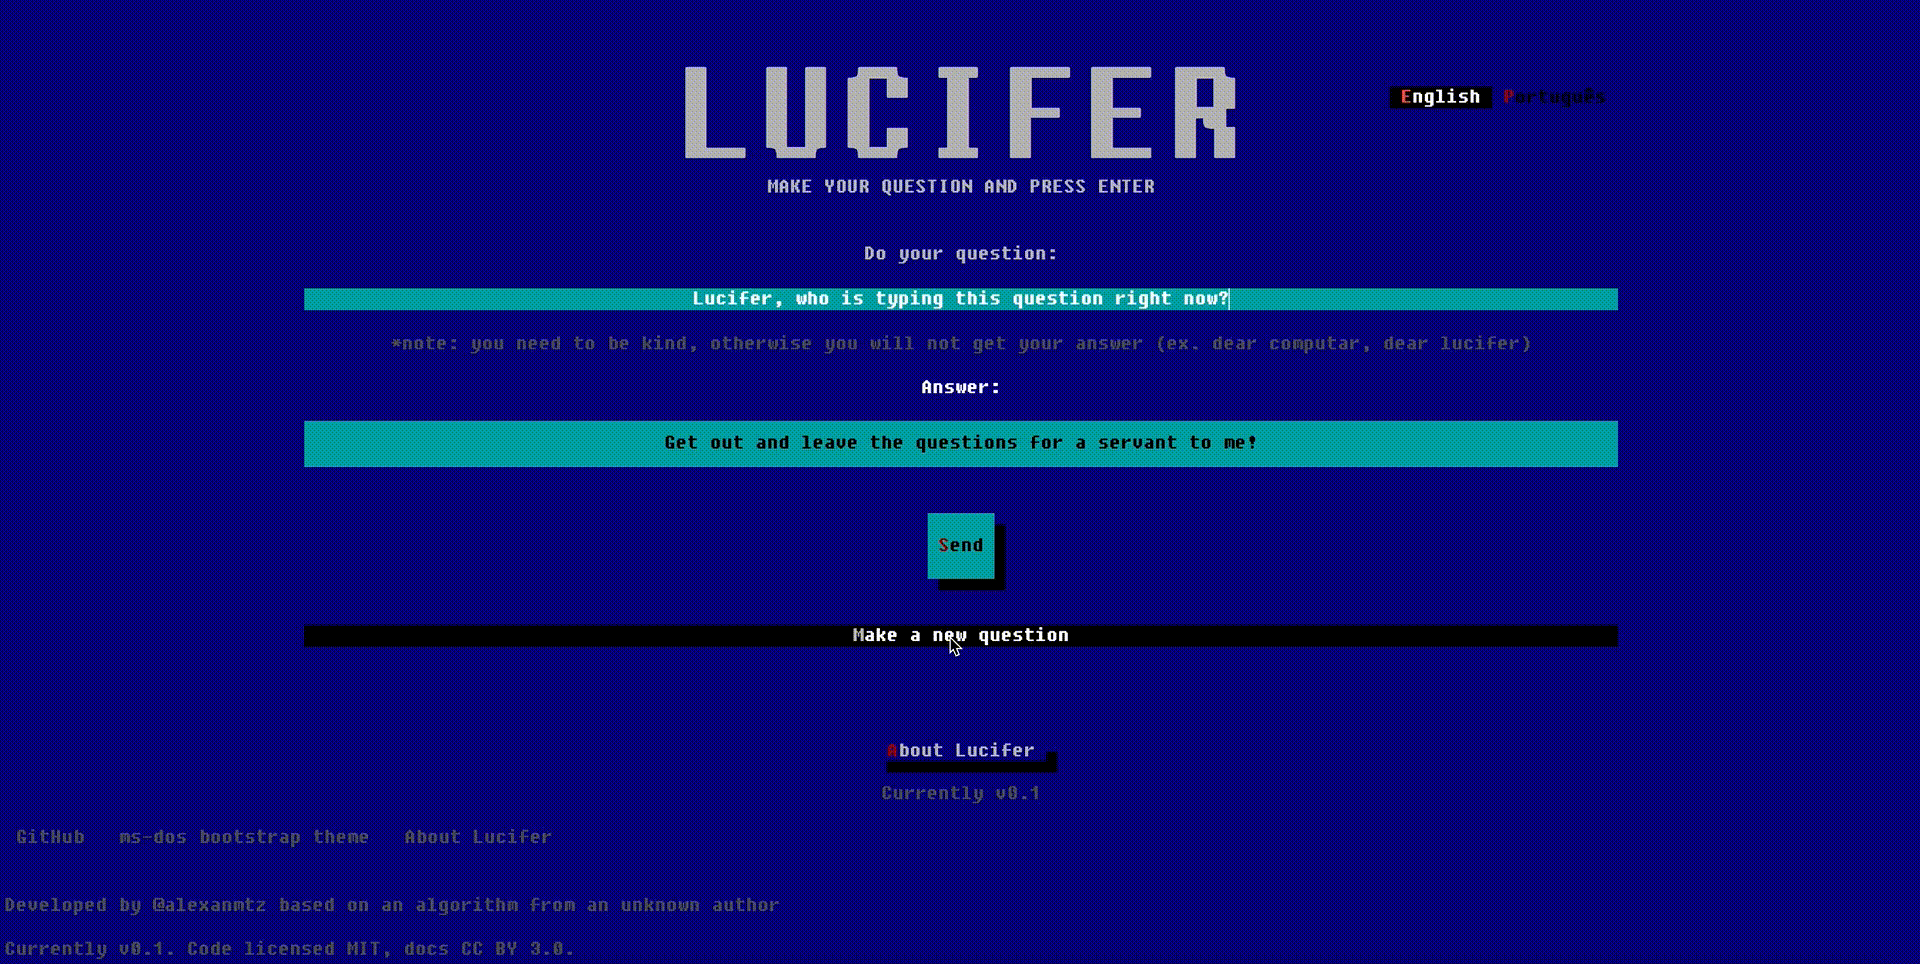 LUCIFER
English Português
MAKE YOUR QUESTION AND PRESS ENTER
Do your question:
Lucifer, who is typing this question right now?
*note: you need to be kind, otherwise you will not get your answer (ex. dear computar, dear lucifer)
Answer:
Get out and leave the questions for a servant to me!
Send
Make a new question
About Lucifer
Currently v0.1
GitHub ms-dos bootstrap theme About Lucifer
Developed by @alexanmtz based on an algorithm from an unknown author
Currently v0.1. Code licensed MIT, docs CC BY 3.0.